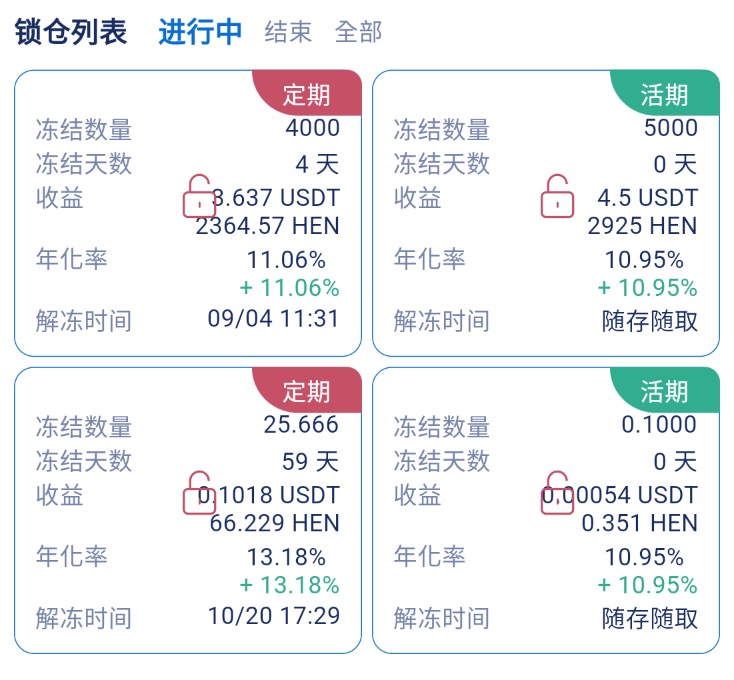 锁仓列表 进行中 结束 全部
定期
冻结数量 4000
冻结天数 4 天
收益 3.637 USDT
2364.57 HEN
年化率 11.06%
+ 11.06%
解冻时间 09/04 11:31
活期
冻结数量 5000
冻结天数 0 天
收益 4.5 USDT
2925 HEN
年化率 10.95%
+ 10.95%
解冻时间 随存随取
定期
冻结数量 25.666
冻结天数 59 天
收益 0.1018 USDT
66.229 HEN
年化率 13.18%
+ 13.18%
解冻时间 10/20 17:29
活期
冻结数量 0.1000
冻结天数 0 天
收益 0.00054 USDT
0.351 HEN
年化率 10.95%
+ 10.95%
解冻时间 随存随取